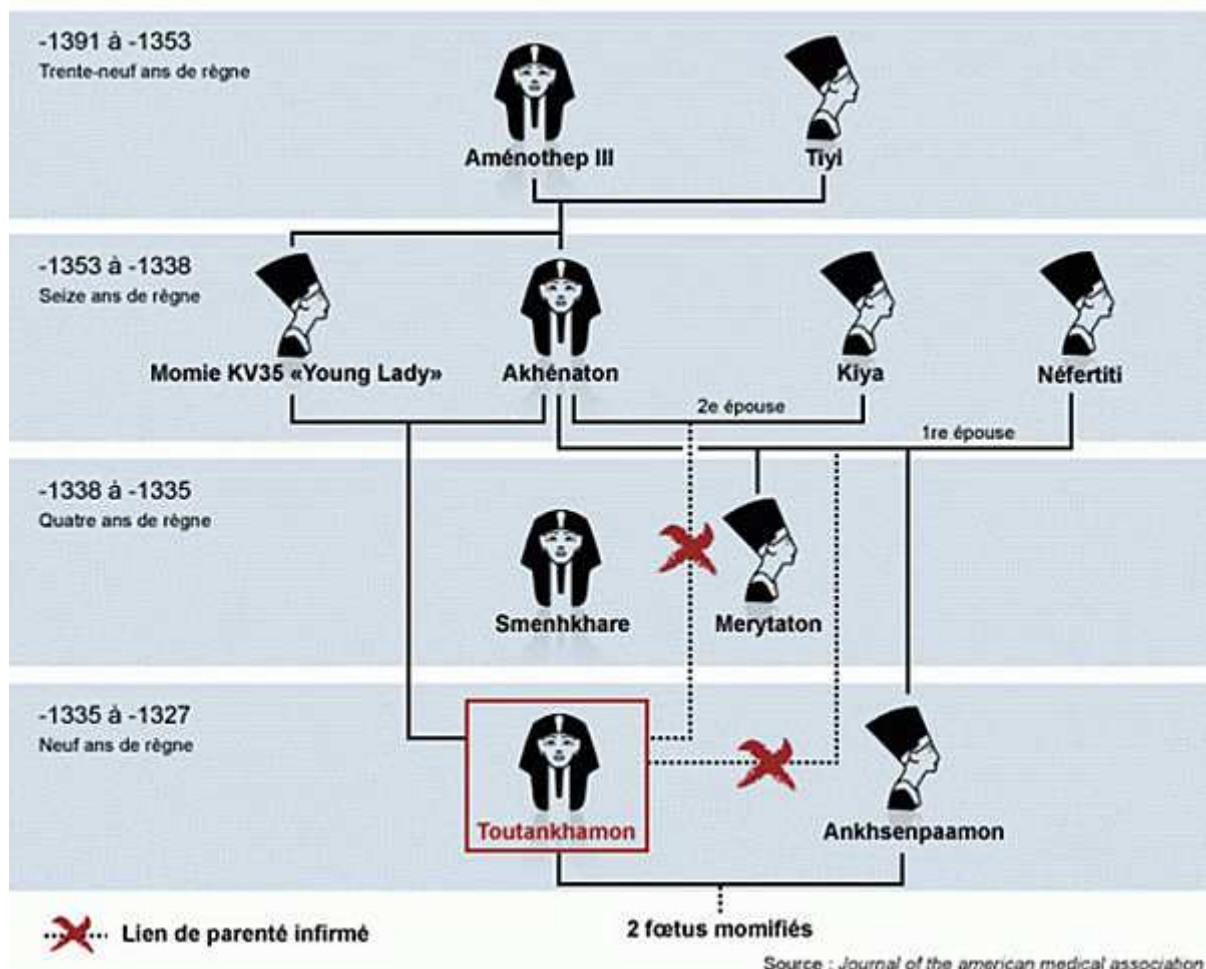 -1391 à -1353
Trente-neuf ans de règne
Aménothep III
Tiyi
-1353 à -1338
Seize ans de règne
Momie KV35 «Young Lady»
Akhénaton
Kiya
Néfertiti
2e épouse
1re épouse
-1338 à -1335
Quatre ans de règne
Smenhkhare
Merytaton
-1335 à -1327
Neuf ans de règne
Toutankhamon
Ankhsenpaamon
Lien de parenté infirmé
2 fœtus momifiés
Source : Journal of the american medical association